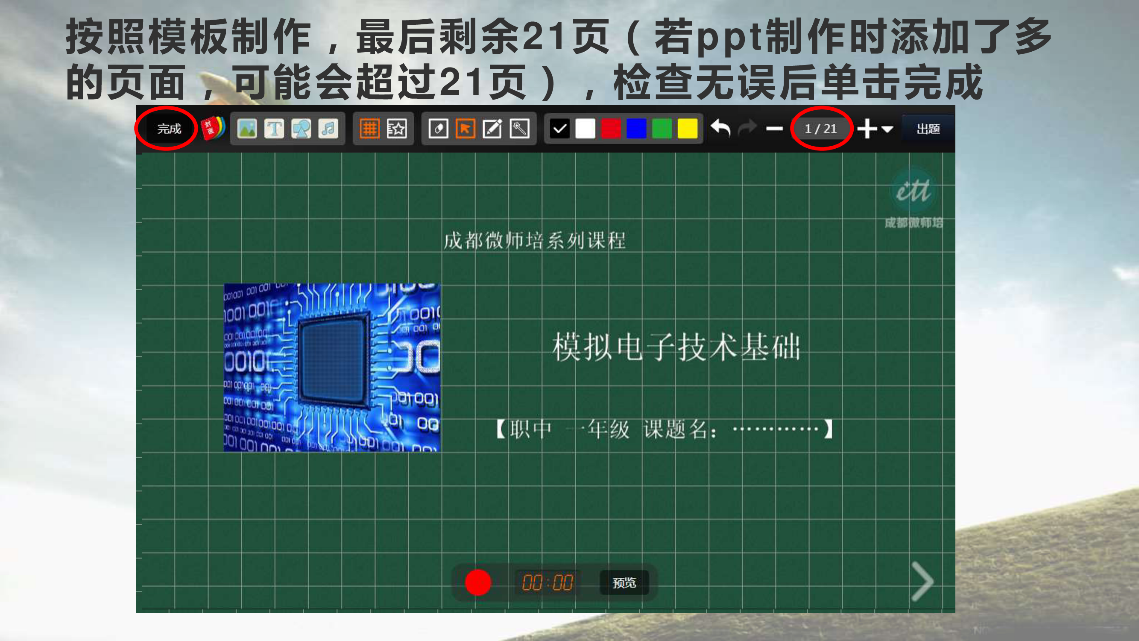 按照模板制作，最后剩余21页（若ppt制作时添加了多
的页面，可能会超过21页），检查无误后单击完成
完成
1 / 21
出题
ett
成都微师培
成都微师培系列课程
模拟电子技术基础
【职中 一年级 课题名：…………】
00:00
预览